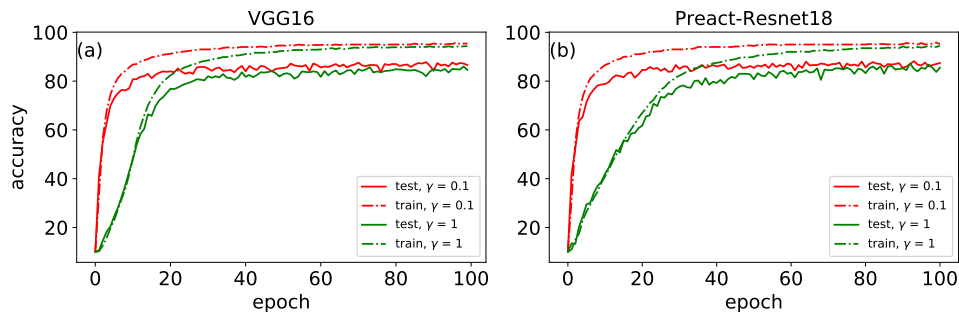 VGG16
(a)
accuracy
100
80
60
40
20
0 20 40 60 80 100
epoch
test, γ = 0.1
train, γ = 0.1
test, γ = 1
train, γ = 1
Preact-Resnet18
(b)
100
80
60
40
20
0 20 40 60 80 100
epoch
test, γ = 0.1
train, γ = 0.1
test, γ = 1
train, γ = 1